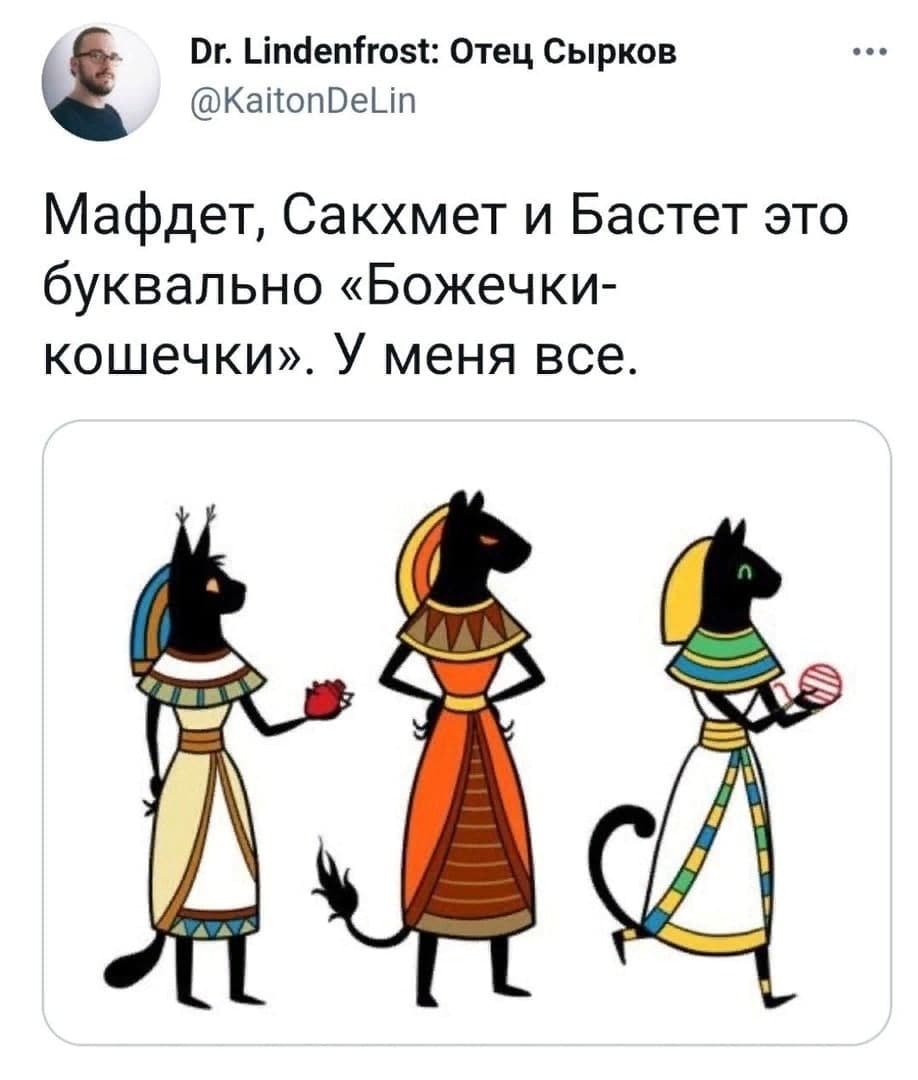 Dr. Lindenfrost: Отец Сырков
@KaitonDeLin
Мафдет, Сакхмет и Бастет это
буквально «Божечки-
кошечки». У меня все.